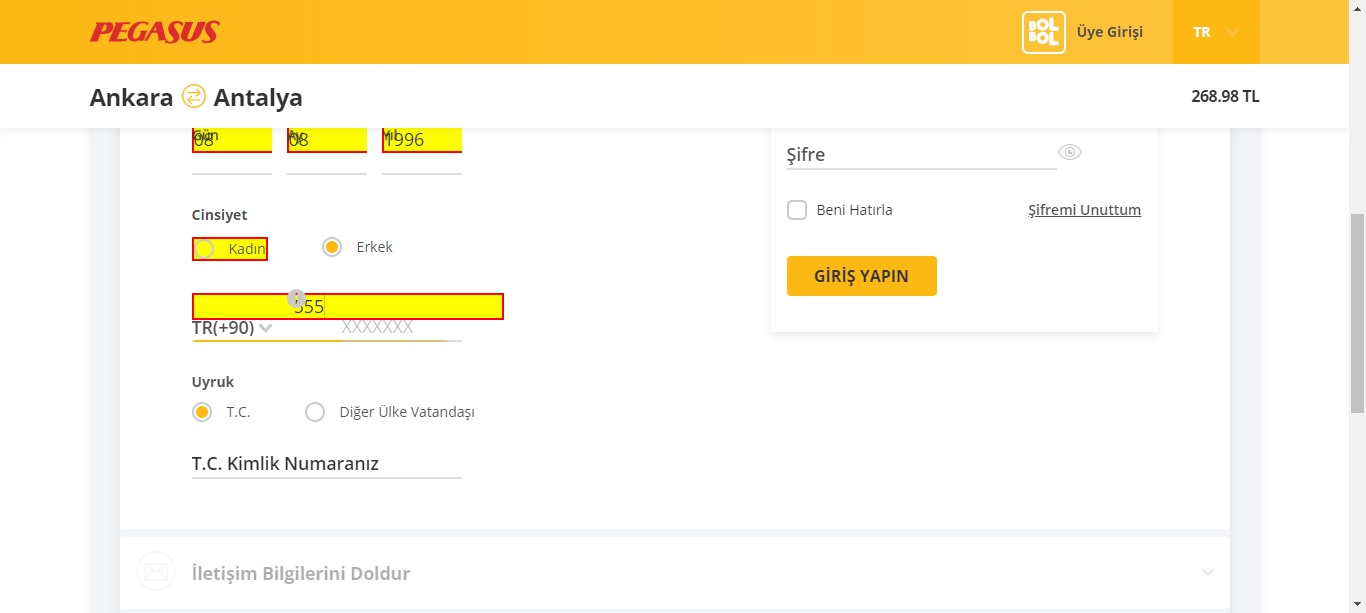 PEGASUS
BOL BOL
Üye Girişi
TR
Ankara Antalya
268.98 TL
Gün Ay Yıl
08 08 1996
Cinsiyet
Kadın Erkek
555
TR(+90) XXXXXXX
Uyruk
T.C. Diğer Ülke Vatandaşı
T.C. Kimlik Numaranız
Şifre
Beni Hatırla Şifremi Unuttum
GİRİŞ YAPIN
İletişim Bilgilerini Doldur